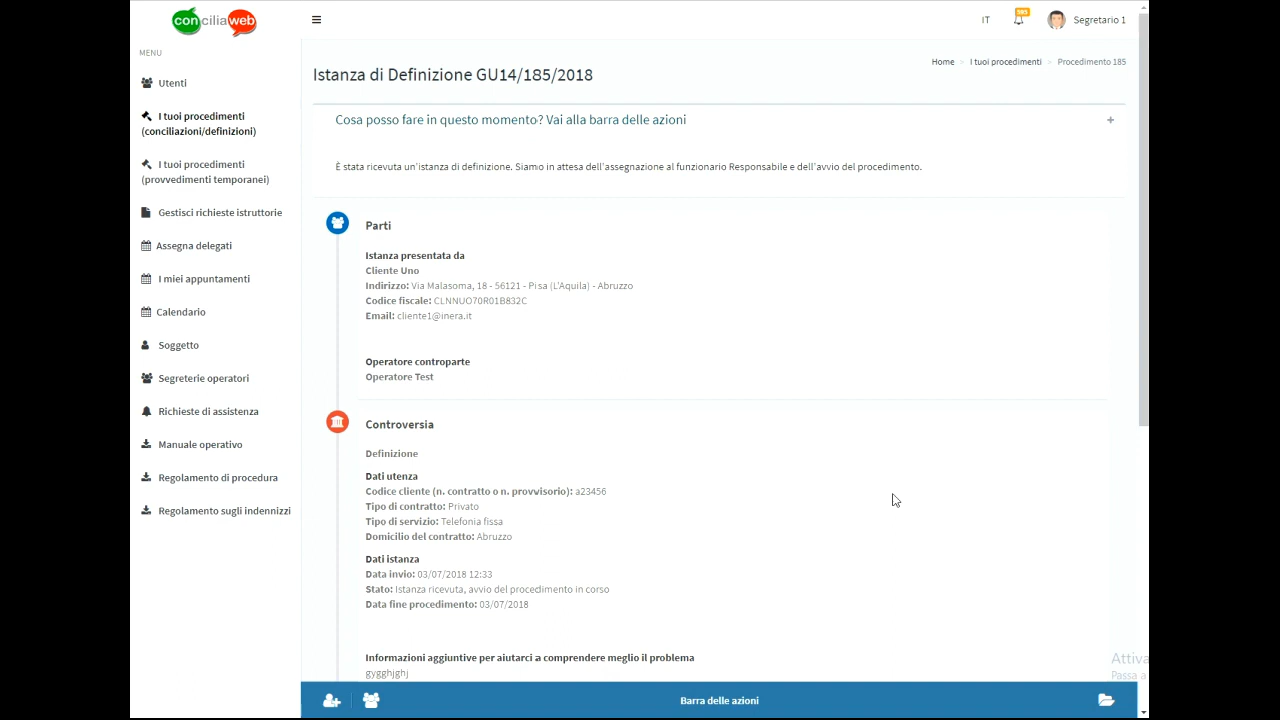 conciliaweb
IT
Segretario 1
MENU
Utenti
I tuoi procedimenti
(conciliazioni/definizioni)
I tuoi procedimenti
(provvedimenti temporanei)
Gestisci richieste istruttorie
Assegna delegati
I miei appuntamenti
Calendario
Soggetto
Segreterie operatori
Richieste di assistenza
Manuale operativo
Regolamento di procedura
Regolamento sugli indennizzi
Istanza di Definizione GU14/185/2018
Home > I tuoi procedimenti > Procedimento 185
Cosa posso fare in questo momento? Vai alla barra delle azioni
È stata ricevuta un'istanza di definizione. Siamo in attesa dell'assegnazione al funzionario Responsabile e dell'avvio del procedimento.
Parti
Istanza presentata da
Cliente Uno
Indirizzo: Via Malasoma, 18 - 56121 - Pisa (L'Aquila) - Abruzzo
Codice fiscale: CLNNUO70R01B832C
Email: cliente1@inera.it
Operatore controparte
Operatore Test
Controversia
Definizione
Dati utenza
Codice cliente (n. contratto o n. provvisorio): a23456
Tipo di contratto: Privato
Tipo di servizio: Telefonia fissa
Domicilio del contratto: Abruzzo
Dati istanza
Data invio: 03/07/2018 12:33
Stato: Istanza ricevuta, avvio del procedimento in corso
Data fine procedimento: 03/07/2018
Informazioni aggiuntive per aiutarci a comprendere meglio il problema
gygghjghj
Attiva
Passa a
Barra delle azioni